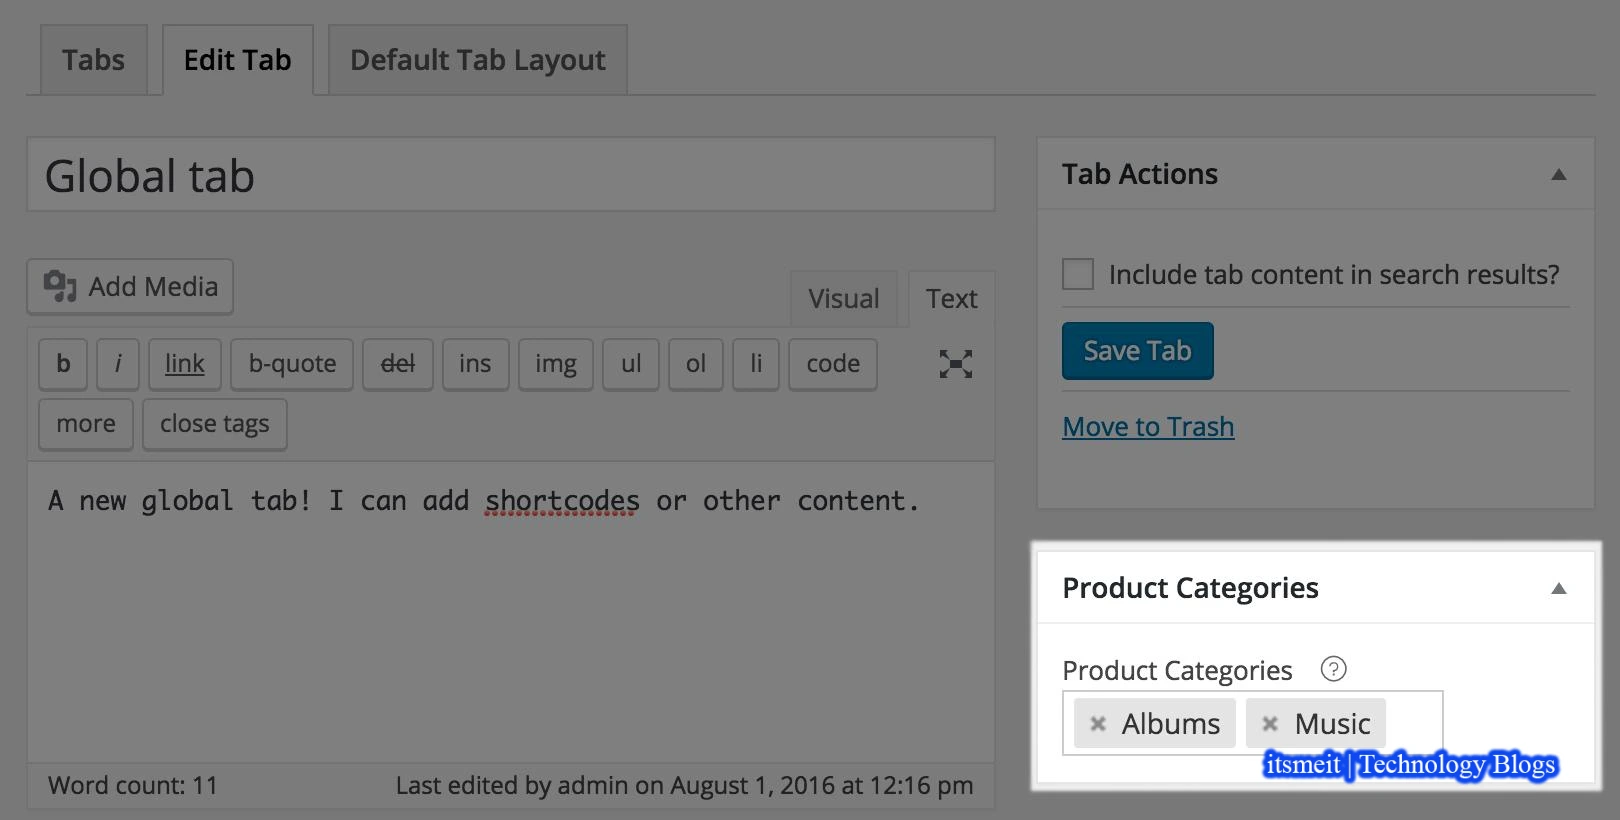 Tabs
Edit Tab
Default Tab Layout
Global tab
Add Media
Visual
Text
b
i
link
b-quote
del
ins
img
ul
ol
li
code
more
close tags
A new global tab! I can add shortcodes or other content.
Word count: 11
Last edited by admin on August 1, 2016 at 12:16 pm
Tab Actions
Include tab content in search results?
Save Tab
Move to Trash
Product Categories
Product Categories ?
× Albums × Music
itsmeit | Technology Blogs